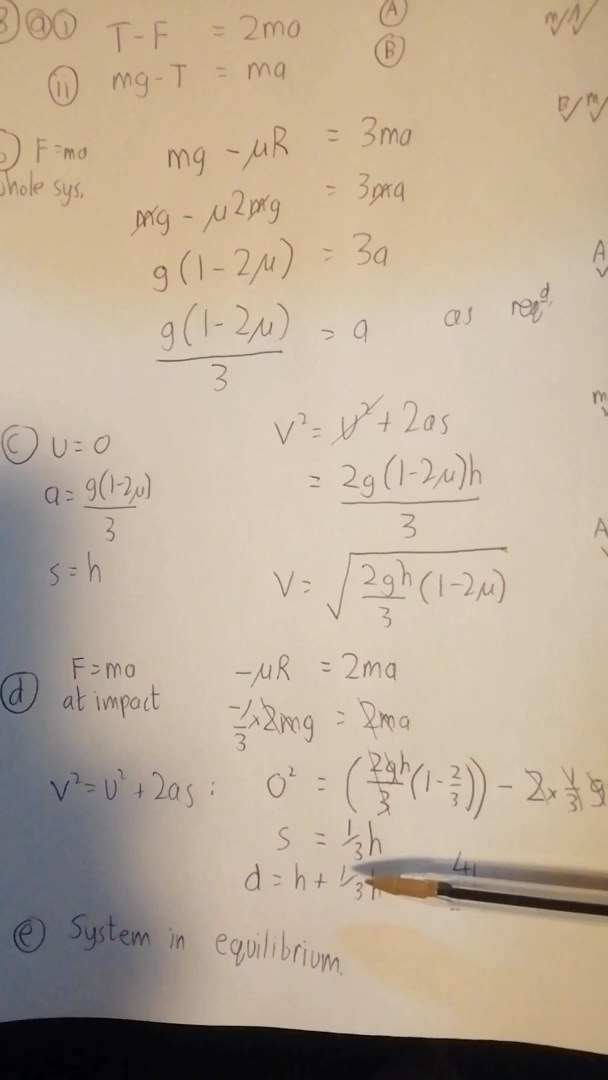 8) ⓐ ⓘ T-F = 2ma Ⓐ m✓ A✓
ⓘⓘ mg-T = ma Ⓑ
B✓ m✓
b) F=ma mg - μR = 3ma
whole sys. mg - μ2mg = 3ma
g(1-2μ) = 3a A✓
g(1-2μ)/3 = a as reqd.
m✓
ⓒ U=0 V² = U² + 2as
a = g(1-2μ)/3 = 2g(1-2μ)h/3
A✓
s=h V = √(2gh/3 (1-2μ))
ⓓ F=ma -μR = 2ma
at impact -1/3 × 2mg = 2ma
V² = U² + 2as : 0² = (2gh/3 (1-2/3)) - 2×1/3 g
s = 1/3 h
d = h + 1/3 h
ⓔ System in equilibrium.